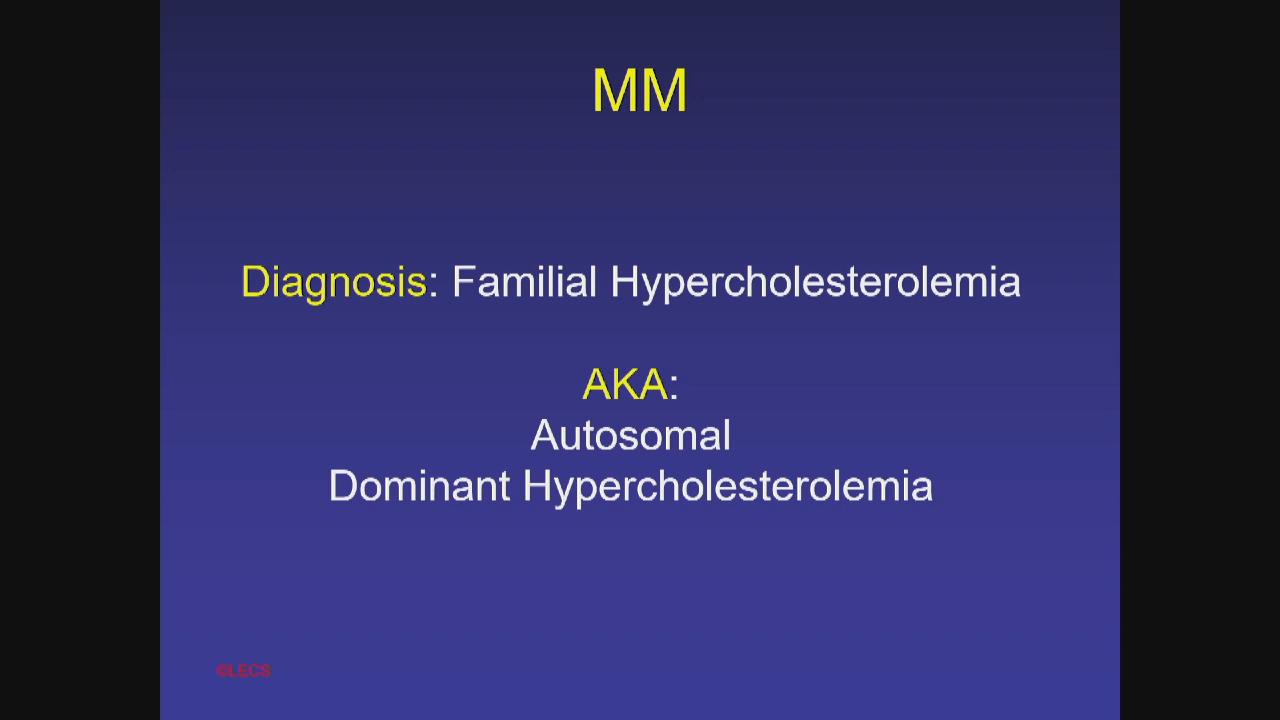 MM
Diagnosis: Familial Hypercholesterolemia
AKA:
Autosomal
Dominant Hypercholesterolemia
©LECS